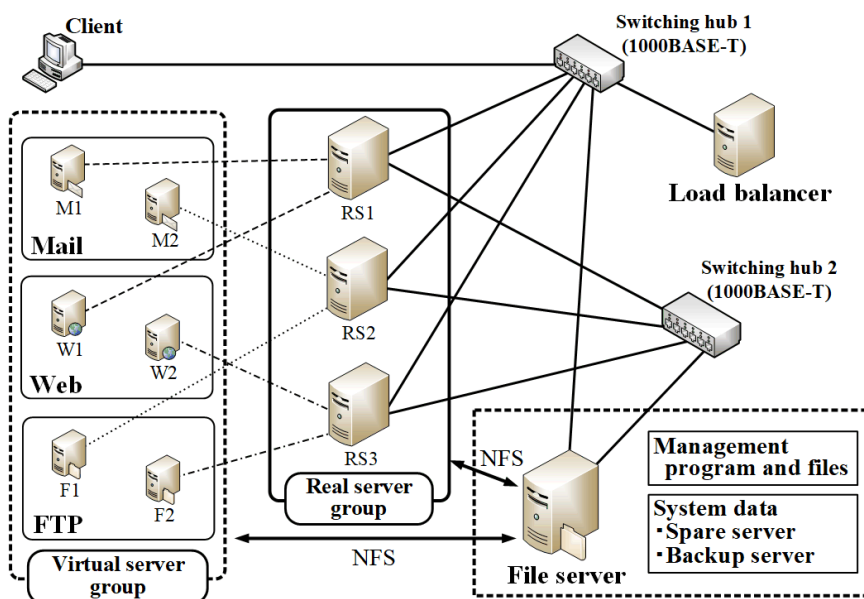 Client
Switching hub 1
(1000BASE-T)
Load balancer
M1
M2
Mail
RS1
Switching hub 2
(1000BASE-T)
W1
W2
Web
RS2
F1
F2
FTP
RS3
Real server
group
NFS
NFS
Virtual server
group
File server
Management
program and files
System data
・Spare server
・Backup server